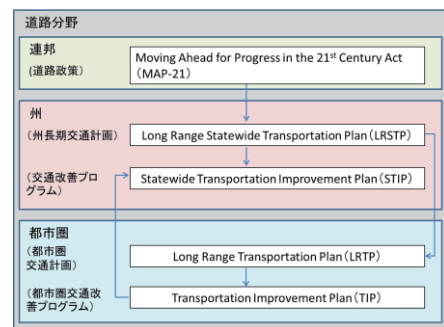 道路分野
連邦
(道路政策)
Moving Ahead for Progress in the 21st Century Act
(MAP-21)
州
(州長期交通計画)
Long Range Statewide Transportation Plan(LRSTP)
(交通改善プロ
グラム)
Statewide Transportation Improvement Plan(STIP)
都市圏
(都市圏
交通計画)
Long Range Transportation Plan(LRTP)
(都市圏交通改
善プログラム)
Transportation Improvement Plan(TIP)